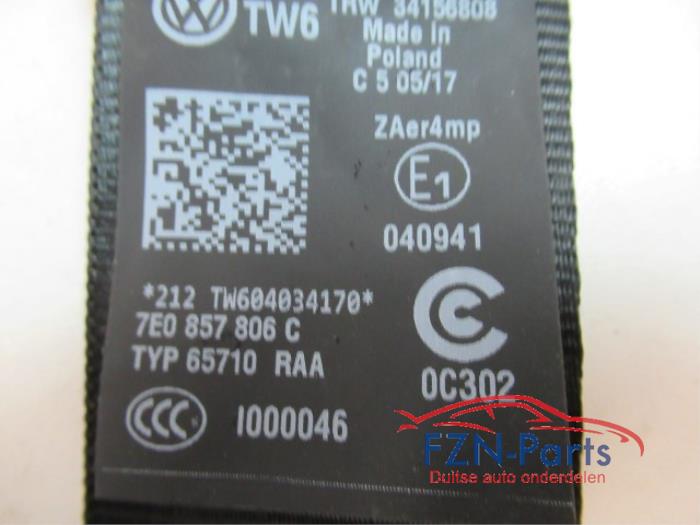 TW6
TRW 34156808
Made in
Poland
C 5 05/17
ZAer4mp
E1
040941
*212 TW604034170*
7E0 857 806 C
TYP 65710 RAA
0C302
CCC I000046
FZN-Parts
Duitse auto onderdelen